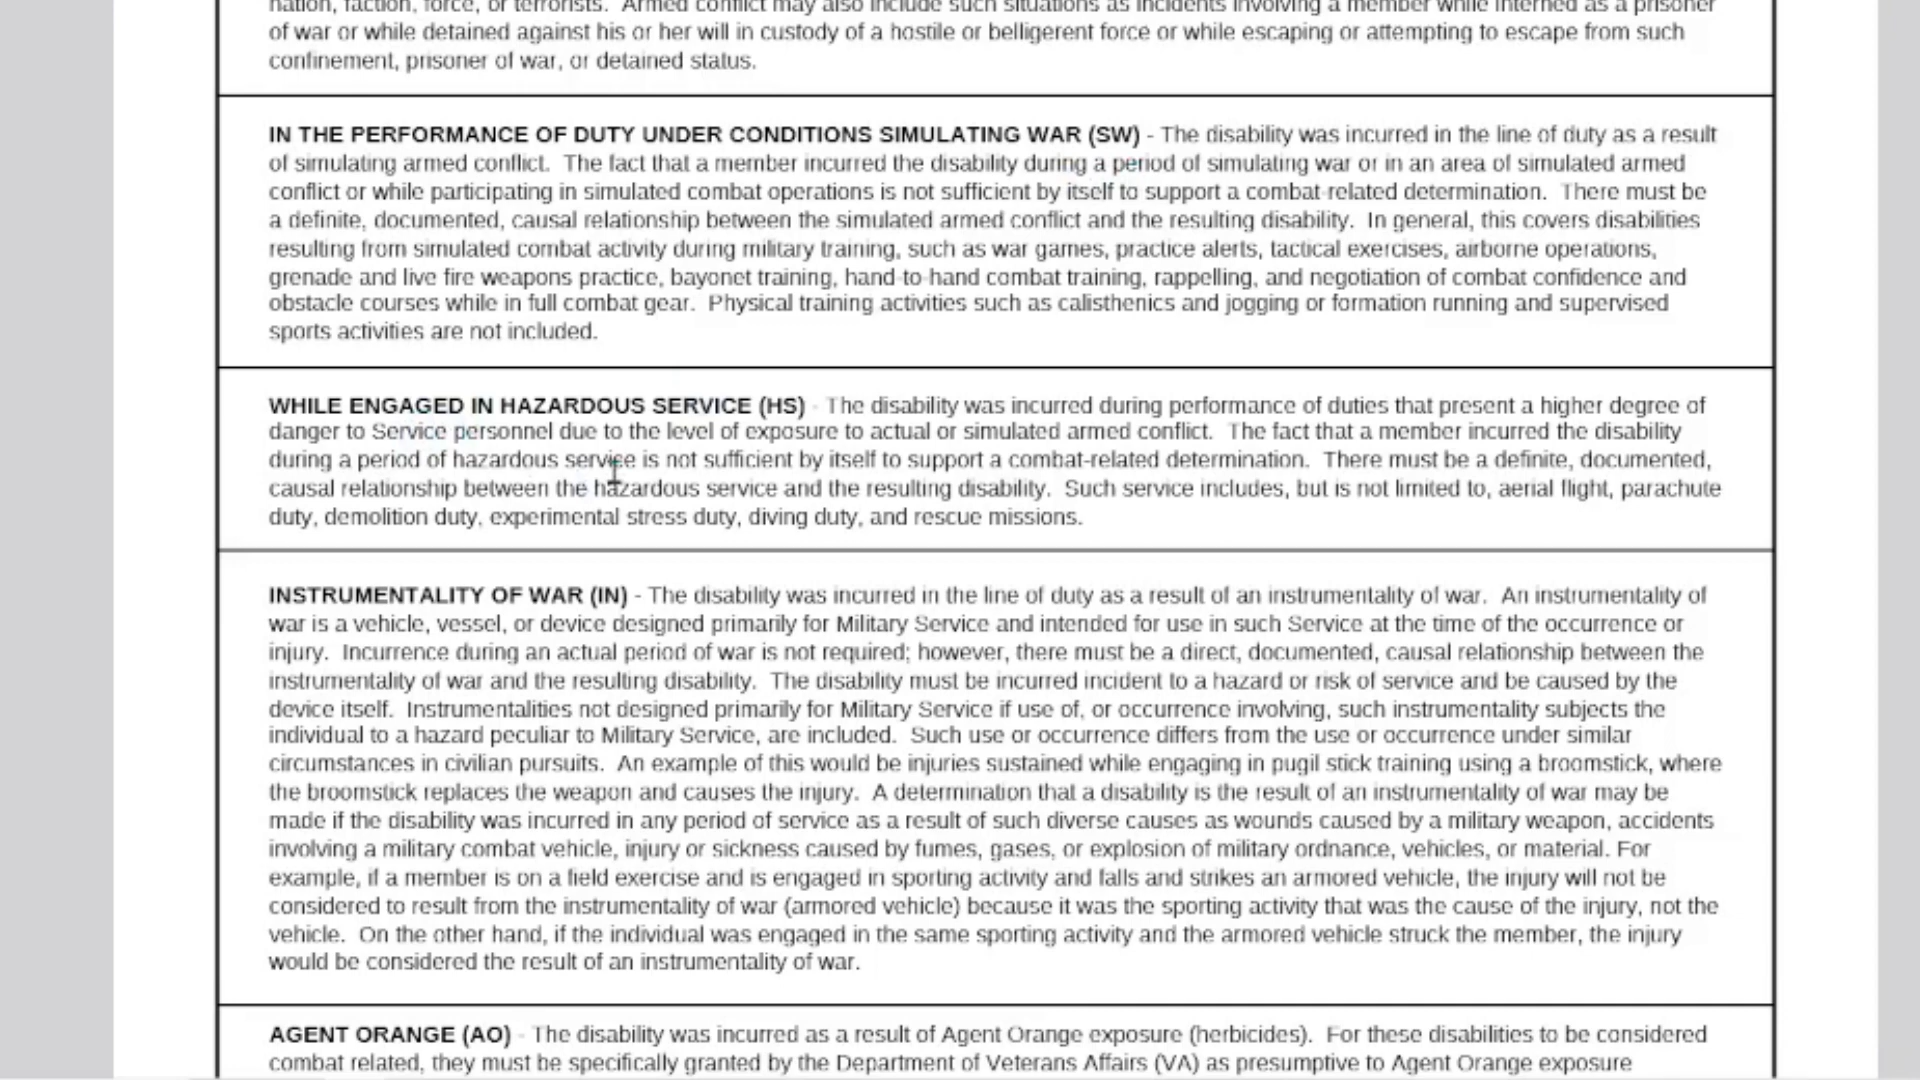 nation, faction, force, or terrorists. Armed conflict may also include such situations as incidents involving a member while interned as a prisoner
of war or while detained against his or her will in custody of a hostile or belligerent force or while escaping or attempting to escape from such
confinement, prisoner of war, or detained status.
IN THE PERFORMANCE OF DUTY UNDER CONDITIONS SIMULATING WAR (SW) - The disability was incurred in the line of duty as a result
of simulating armed conflict. The fact that a member incurred the disability during a period of simulating war or in an area of simulated armed
conflict or while participating in simulated combat operations is not sufficient by itself to support a combat-related determination. There must be
a definite, documented, causal relationship between the simulated armed conflict and the resulting disability. In general, this covers disabilities
resulting from simulated combat activity during military training, such as war games, practice alerts, tactical exercises, airborne operations,
grenade and live fire weapons practice, bayonet training, hand-to-hand combat training, rappelling, and negotiation of combat confidence and
obstacle courses while in full combat gear. Physical training activities such as calisthenics and jogging or formation running and supervised
sports activities are not included.
WHILE ENGAGED IN HAZARDOUS SERVICE (HS) - The disability was incurred during performance of duties that present a higher degree of
danger to Service personnel due to the level of exposure to actual or simulated armed conflict. The fact that a member incurred the disability
during a period of hazardous service is not sufficient by itself to support a combat-related determination. There must be a definite, documented,
causal relationship between the hazardous service and the resulting disability. Such service includes, but is not limited to, aerial flight, parachute
duty, demolition duty, experimental stress duty, diving duty, and rescue missions.
INSTRUMENTALITY OF WAR (IN) - The disability was incurred in the line of duty as a result of an instrumentality of war. An instrumentality of
war is a vehicle, vessel, or device designed primarily for Military Service and intended for use in such Service at the time of the occurrence or
injury. Incurrence during an actual period of war is not required; however, there must be a direct, documented, causal relationship between the
instrumentality of war and the resulting disability. The disability must be incurred incident to a hazard or risk of service and be caused by the
device itself. Instrumentalities not designed primarily for Military Service if use of, or occurrence involving, such instrumentality subjects the
individual to a hazard peculiar to Military Service, are included. Such use or occurrence differs from the use or occurrence under similar
circumstances in civilian pursuits. An example of this would be injuries sustained while engaging in pugil stick training using a broomstick, where
the broomstick replaces the weapon and causes the injury. A determination that a disability is the result of an instrumentality of war may be
made if the disability was incurred in any period of service as a result of such diverse causes as wounds caused by a military weapon, accidents
involving a military combat vehicle, injury or sickness caused by fumes, gases, or explosion of military ordnance, vehicles, or material. For
example, if a member is on a field exercise and is engaged in sporting activity and falls and strikes an armored vehicle, the injury will not be
considered to result from the instrumentality of war (armored vehicle) because it was the sporting activity that was the cause of the injury, not the
vehicle. On the other hand, if the individual was engaged in the same sporting activity and the armored vehicle struck the member, the injury
would be considered the result of an instrumentality of war.
AGENT ORANGE (AO) - The disability was incurred as a result of Agent Orange exposure (herbicides). For these disabilities to be considered
combat related, they must be specifically granted by the Department of Veterans Affairs (VA) as presumptive to Agent Orange exposure